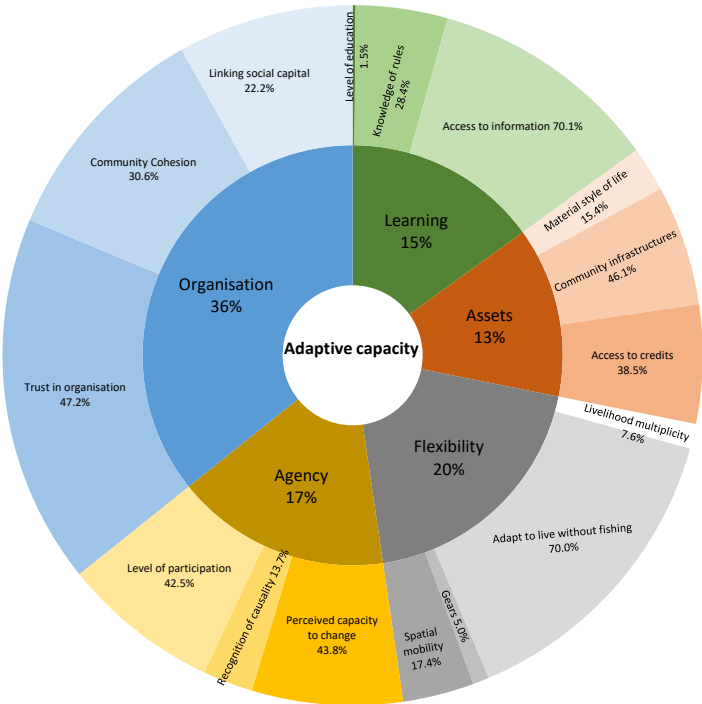 Adaptive capacity
Learning
15%
Level of education
1.5%
Knowledge of rules
28.4%
Access to information 70.1%
Assets
13%
Material style of life
15.4%
Community infrastructures
46.1%
Access to credits
38.5%
Flexibility
20%
Livelihood multiplicity
7.6%
Adapt to live without fishing
70.0%
Gears 5.0%
Spatial
mobility
17.4%
Agency
17%
Perceived capacity
to change
43.8%
Recognition of causality 13.7%
Level of participation
42.5%
Organisation
36%
Trust in organisation
47.2%
Community Cohesion
30.6%
Linking social capital
22.2%